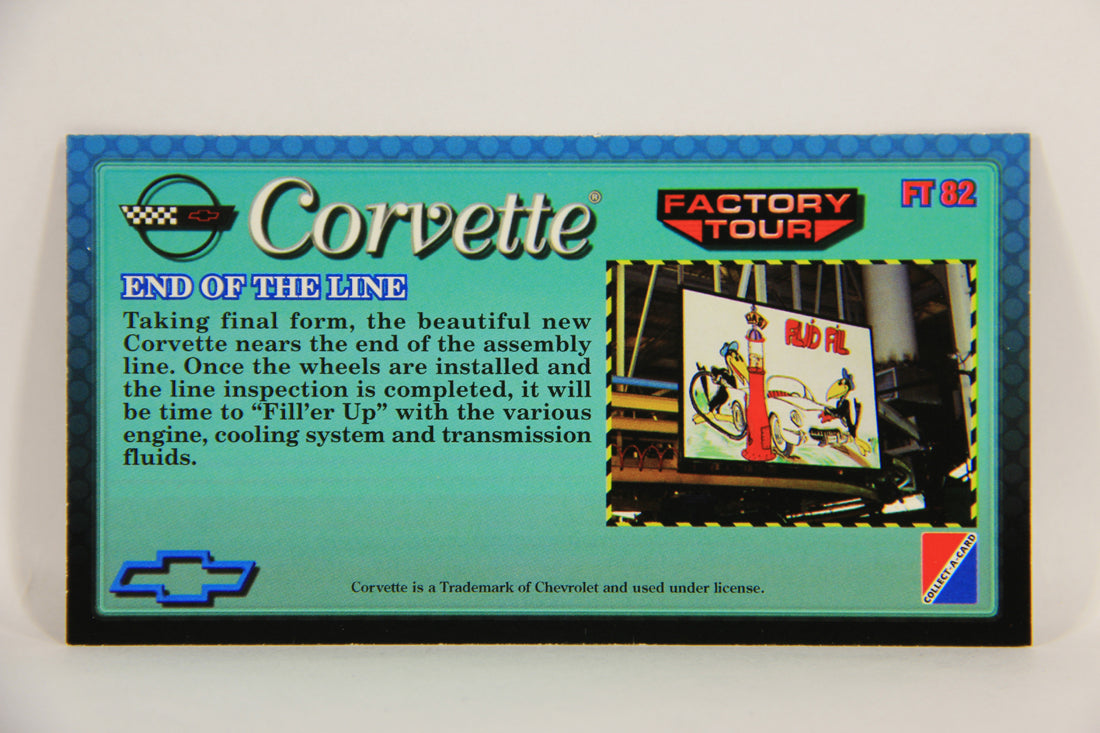 Corvette®
FACTORY
TOUR
FT 82
END OF THE LINE
Taking final form, the beautiful new
Corvette nears the end of the assembly
line. Once the wheels are installed and
the line inspection is completed, it will
be time to “Fill’er Up” with the various
engine, cooling system and transmission
fluids.
GAS
FLUID FILL
Corvette is a Trademark of Chevrolet and used under license.
COLLECT-A-CARD